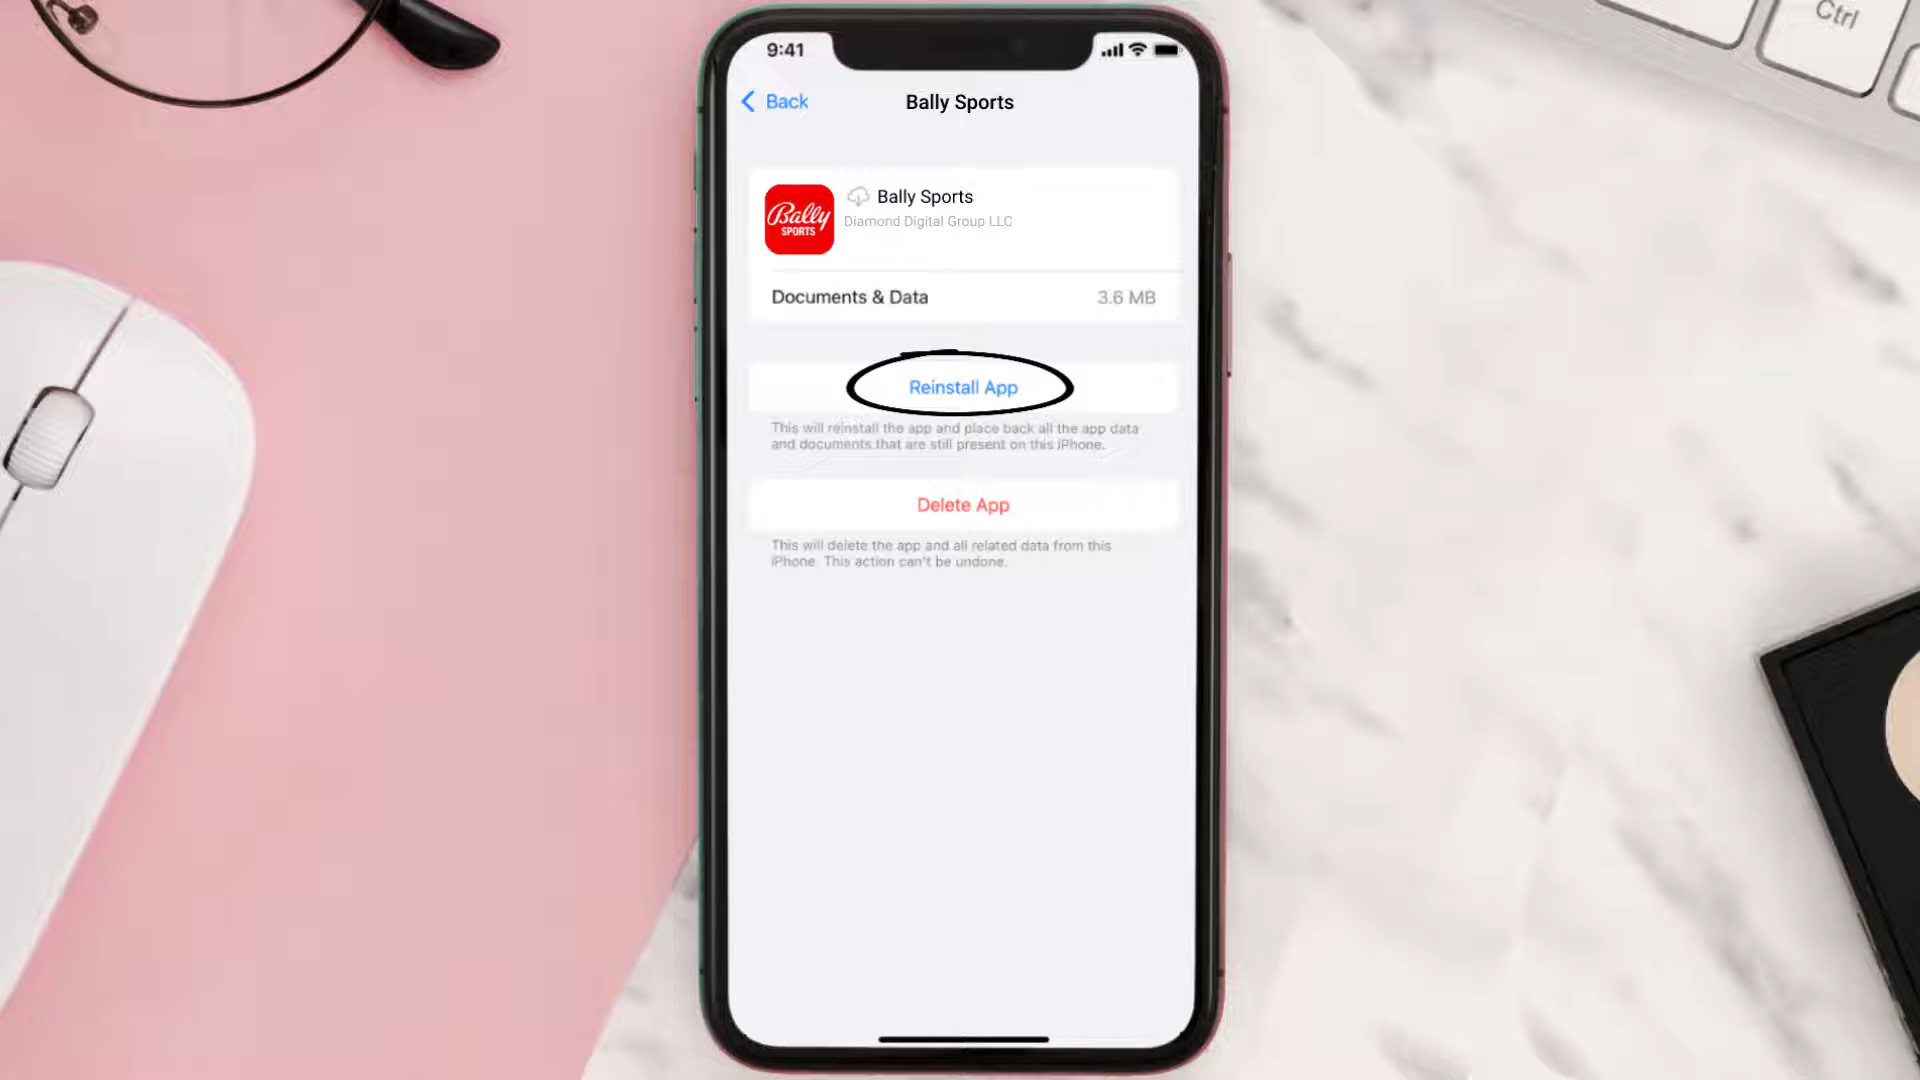 Ctrl
9:41
Back
Bally Sports
Bally
SPORTS
Bally Sports
Diamond Digital Group LLC
Documents & Data
3.6 MB
Reinstall App
This will reinstall the app and place back all the app data
and documents that are still present on this iPhone.
Delete App
This will delete the app and all related data from this
iPhone. This action can't be undone.